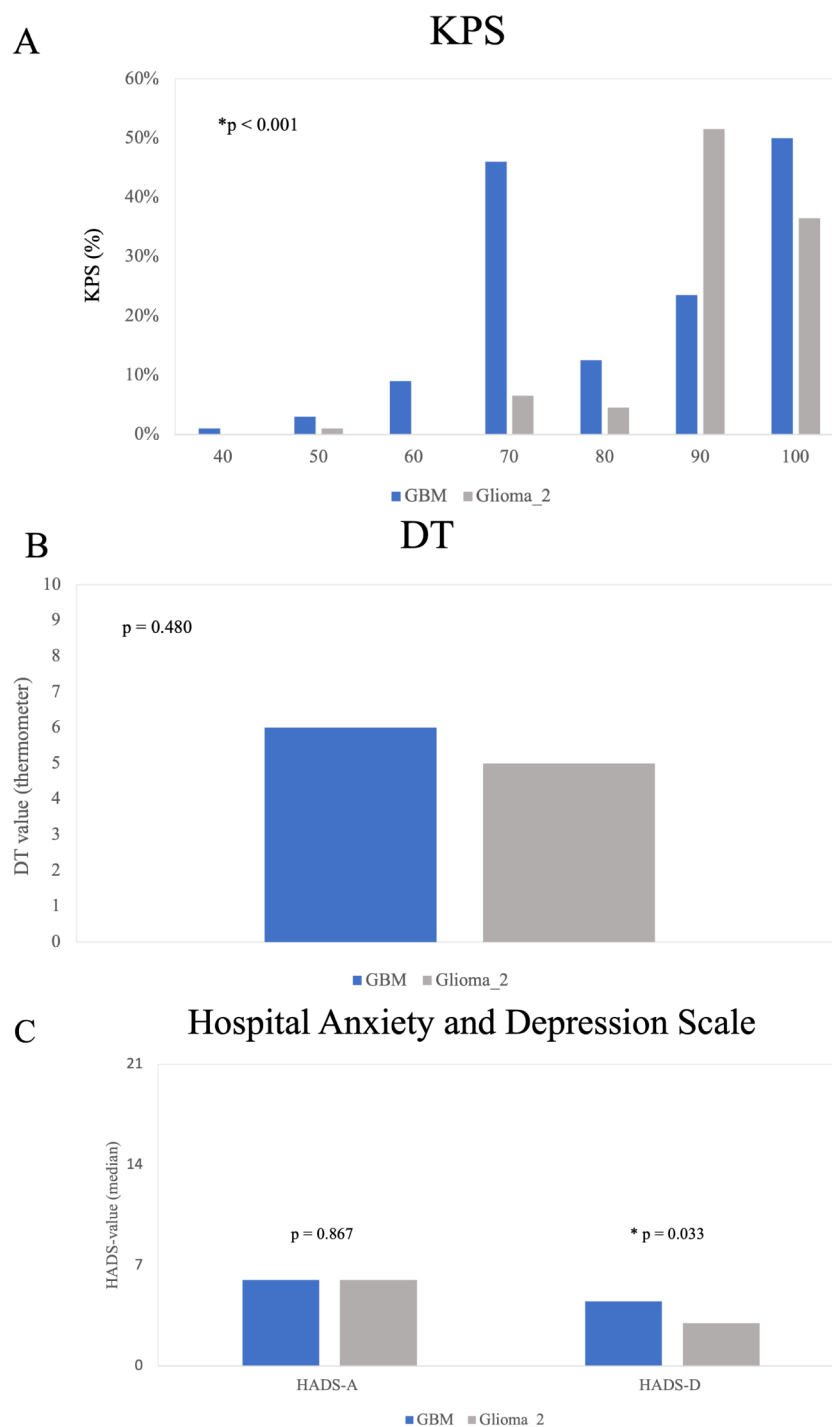 A
KPS
60%
*p < 0.001
50%
40%
KPS (%)
30%
20%
10%
0%
40 50 60 70 80 90 100
GBM Glioma_2
B
DT
10
9
p = 0.480
8
7
6
5
DT value (thermometer)
4
3
2
1
0
GBM Glioma_2
C
Hospital Anxiety and Depression Scale
21
HADS-value (median)
14
p = 0.867 * p = 0.033
7
0
HADS-A HADS-D
GBM Glioma_2